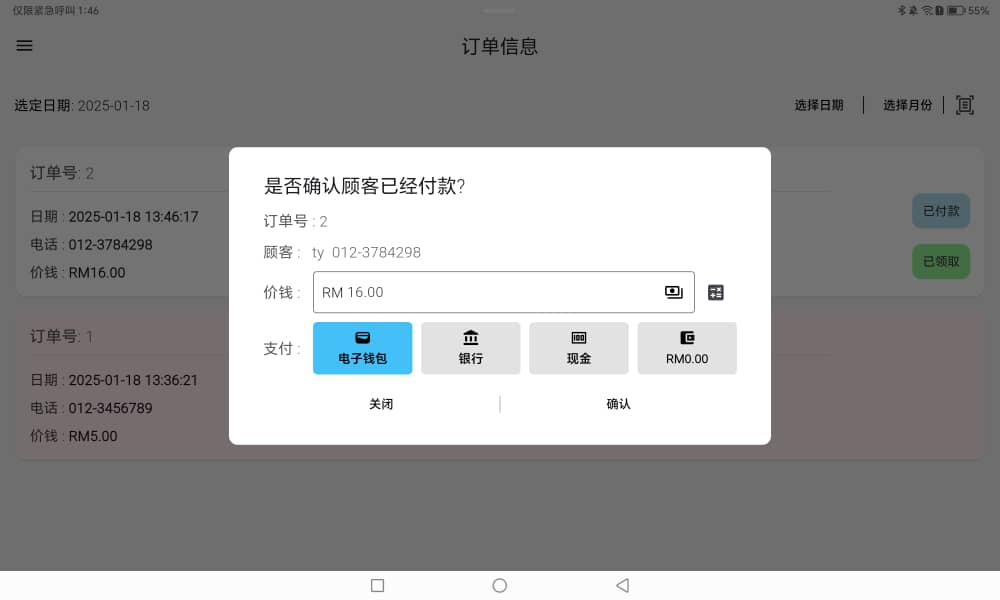 仅限紧急呼叫 1:46
55%
订单信息
选定日期: 2025-01-18
选择日期
选择月份
订单号: 2
日期 : 2025-01-18 13:46:17
电话 : 012-3784298
价钱 : RM16.00
已付款
已领取
是否确认顾客已经付款?
订单号 : 2
顾客 : ty 012-3784298
价钱 : RM 16.00
支付 : 电子钱包 银行 现金 RM0.00
关闭
确认
订单号: 1
日期 : 2025-01-18 13:36:21
电话 : 012-3456789
价钱 : RM5.00